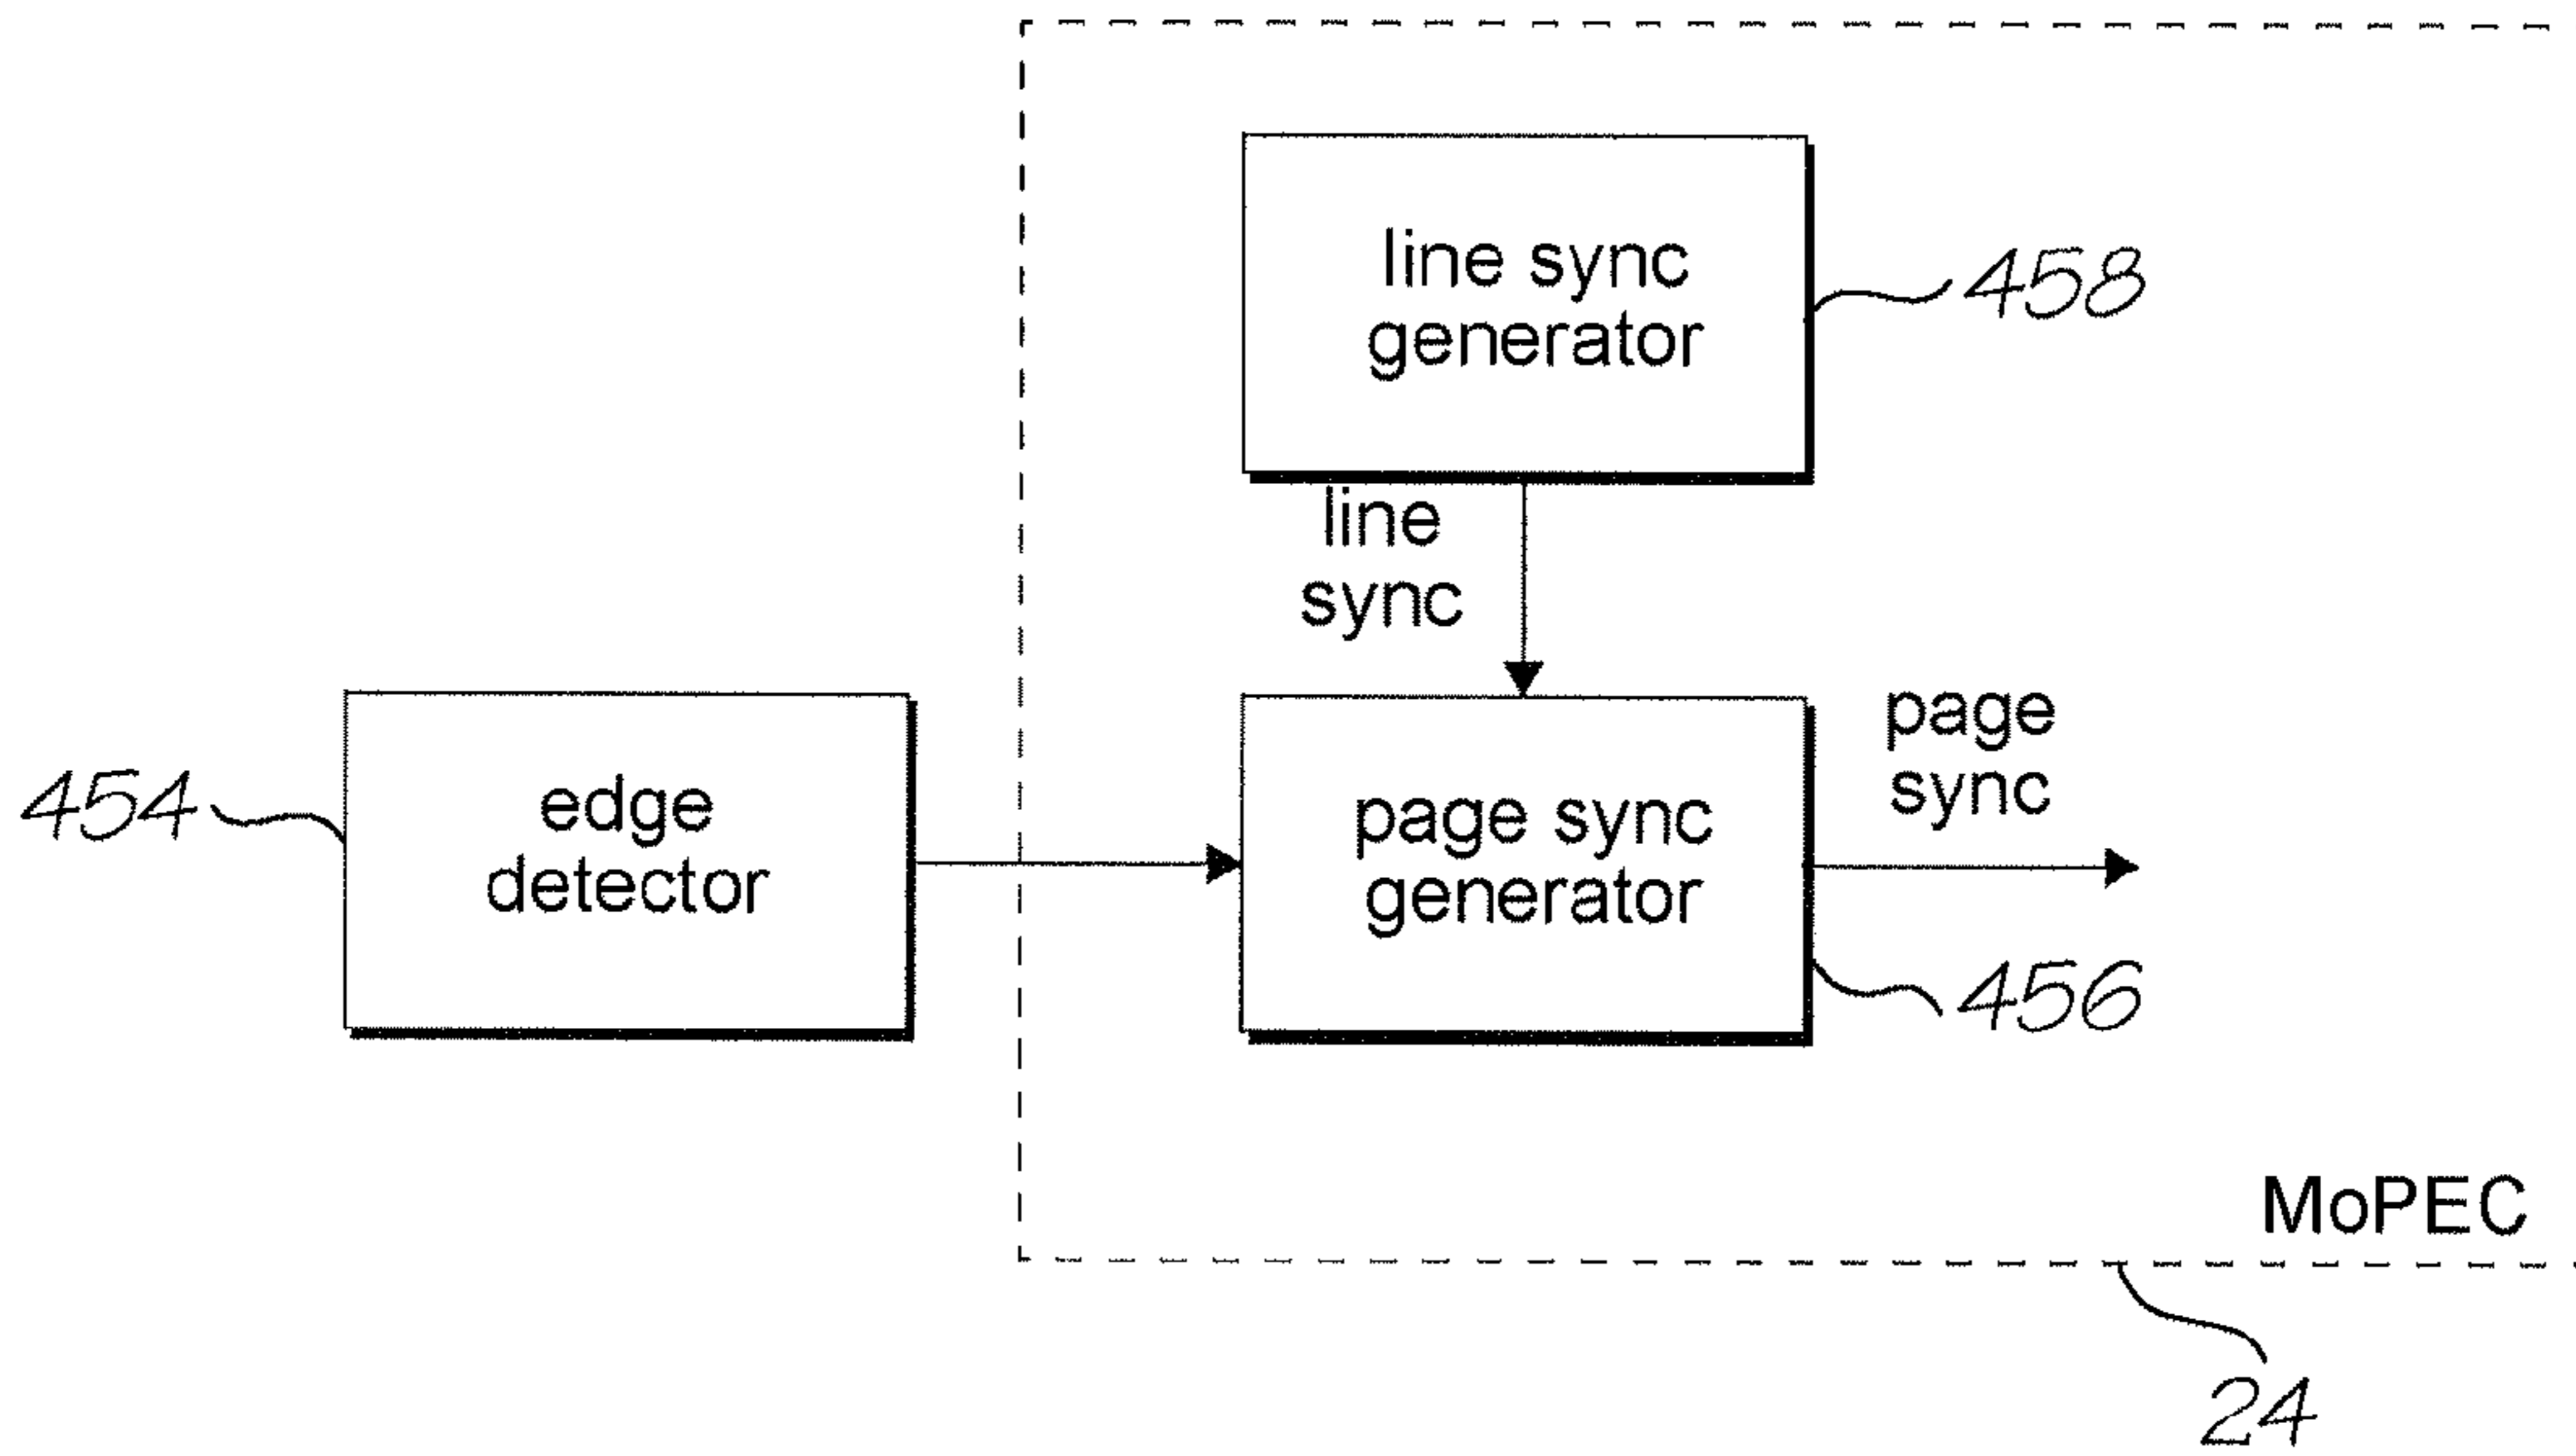 line sync
generator
458
line
sync
454
edge
detector
page sync
generator
page
sync
456
MoPEC
24